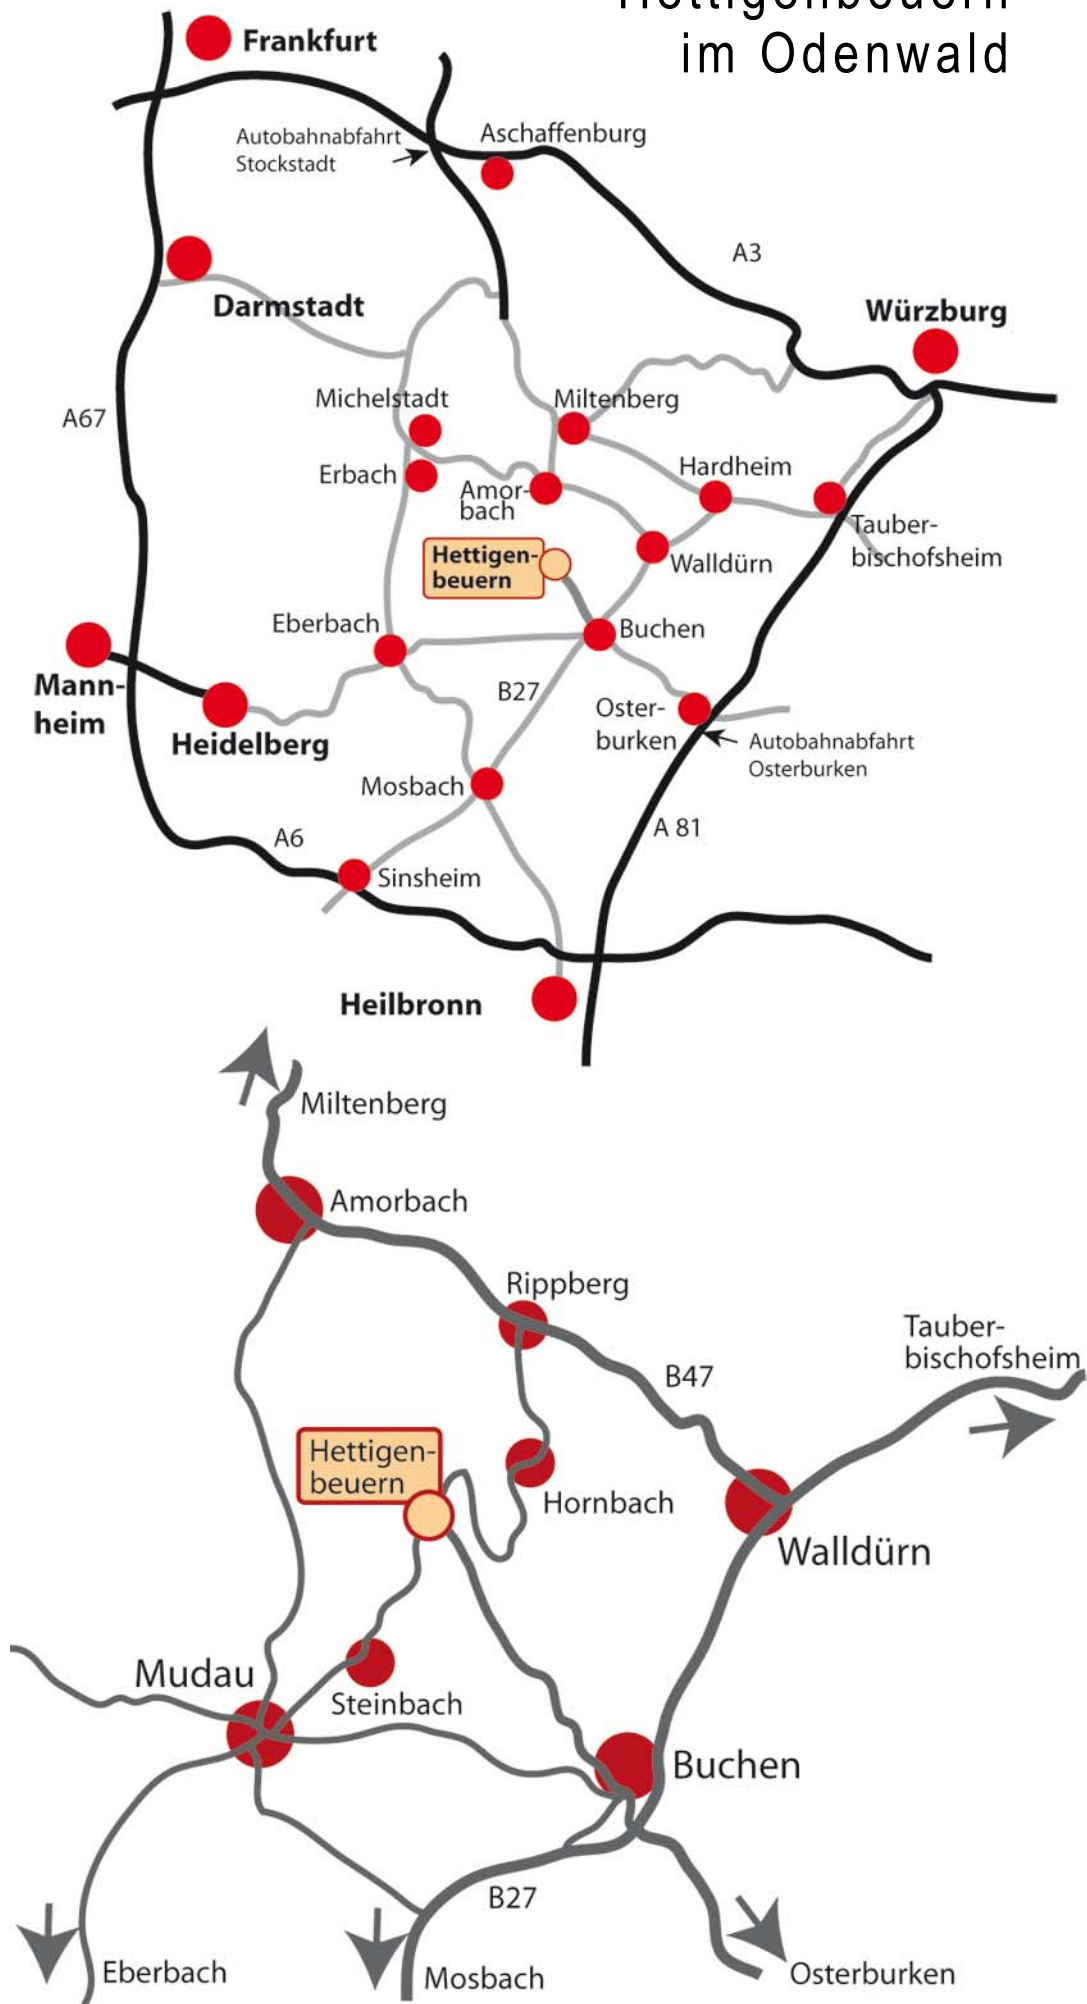 Hettigenbeuern
im Odenwald
Frankfurt
Autobahnabfahrt
Stockstadt
Aschaffenburg
A3
Darmstadt
Würzburg
A67
Michelstadt
Miltenberg
Erbach
Amor-
bach
Hardheim
Tauber-
bischofsheim
Hettigen-
beuern
Walldürn
Eberbach
Buchen
Mann-
heim
Heidelberg
B27
Oster-
burken
Autobahnabfahrt
Osterburken
Mosbach
A6
A 81
Sinsheim
Heilbronn
Miltenberg
Amorbach
Rippberg
Tauber-
bischofsheim
B47
Hettigen-
beuern
Hornbach
Walldürn
Mudau
Steinbach
Buchen
B27
Eberbach
Mosbach
Osterburken